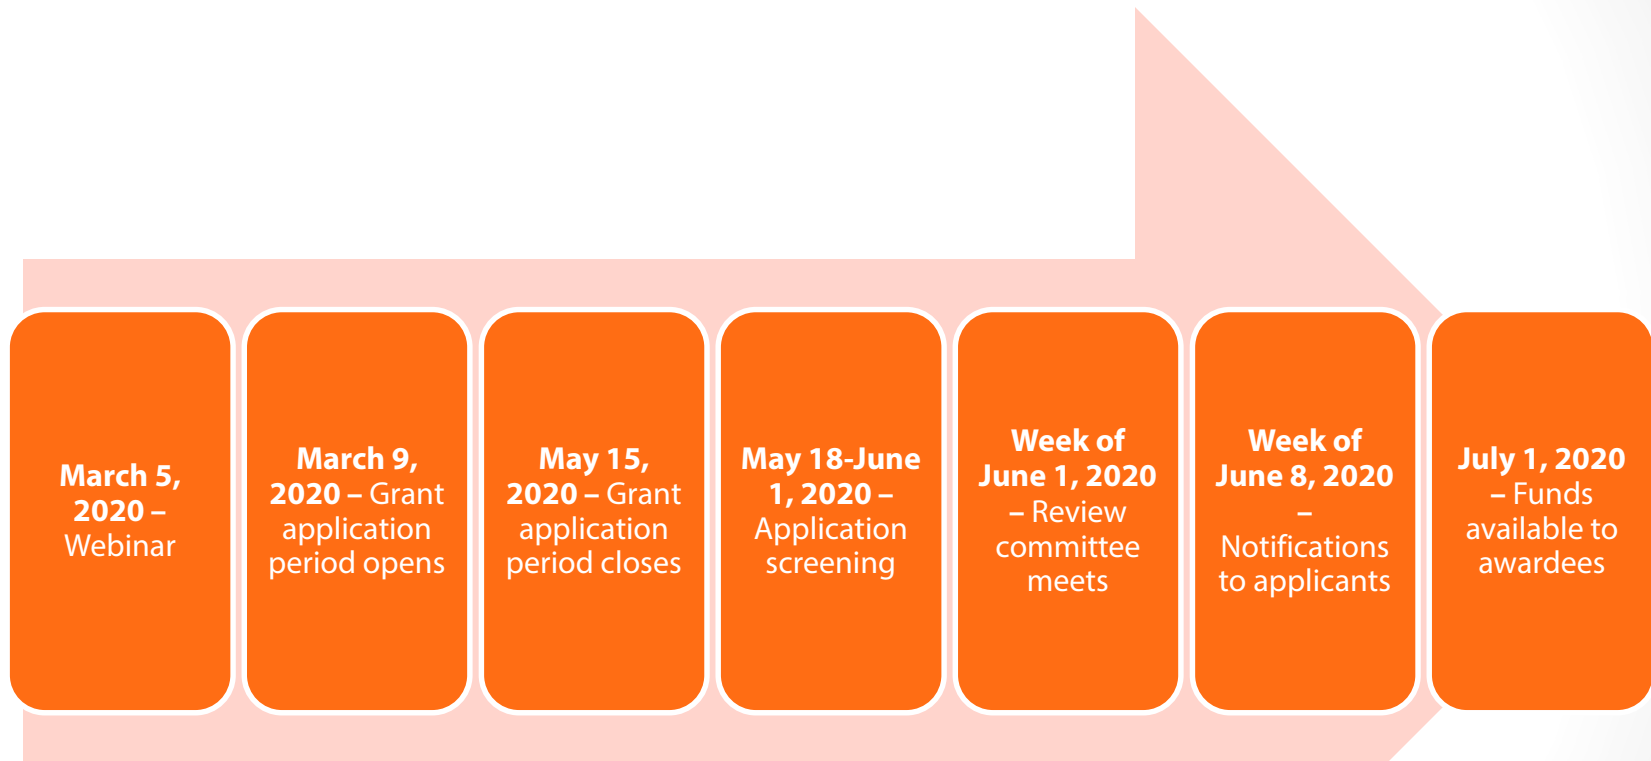 March 5,
2020 –
Webinar
March 9,
2020 – Grant
application
period opens
May 15,
2020 – Grant
application
period closes
May 18-June
1, 2020 –
Application
screening
Week of
June 1, 2020
– Review
committee
meets
Week of
June 8, 2020
–
Notifications
to applicants
July 1, 2020
– Funds
available to
awardees